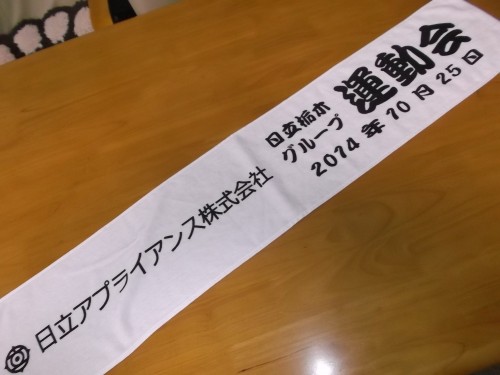 日立栃木
グループ
運動会
2014年10月25日
日立アプライアンス株式会社